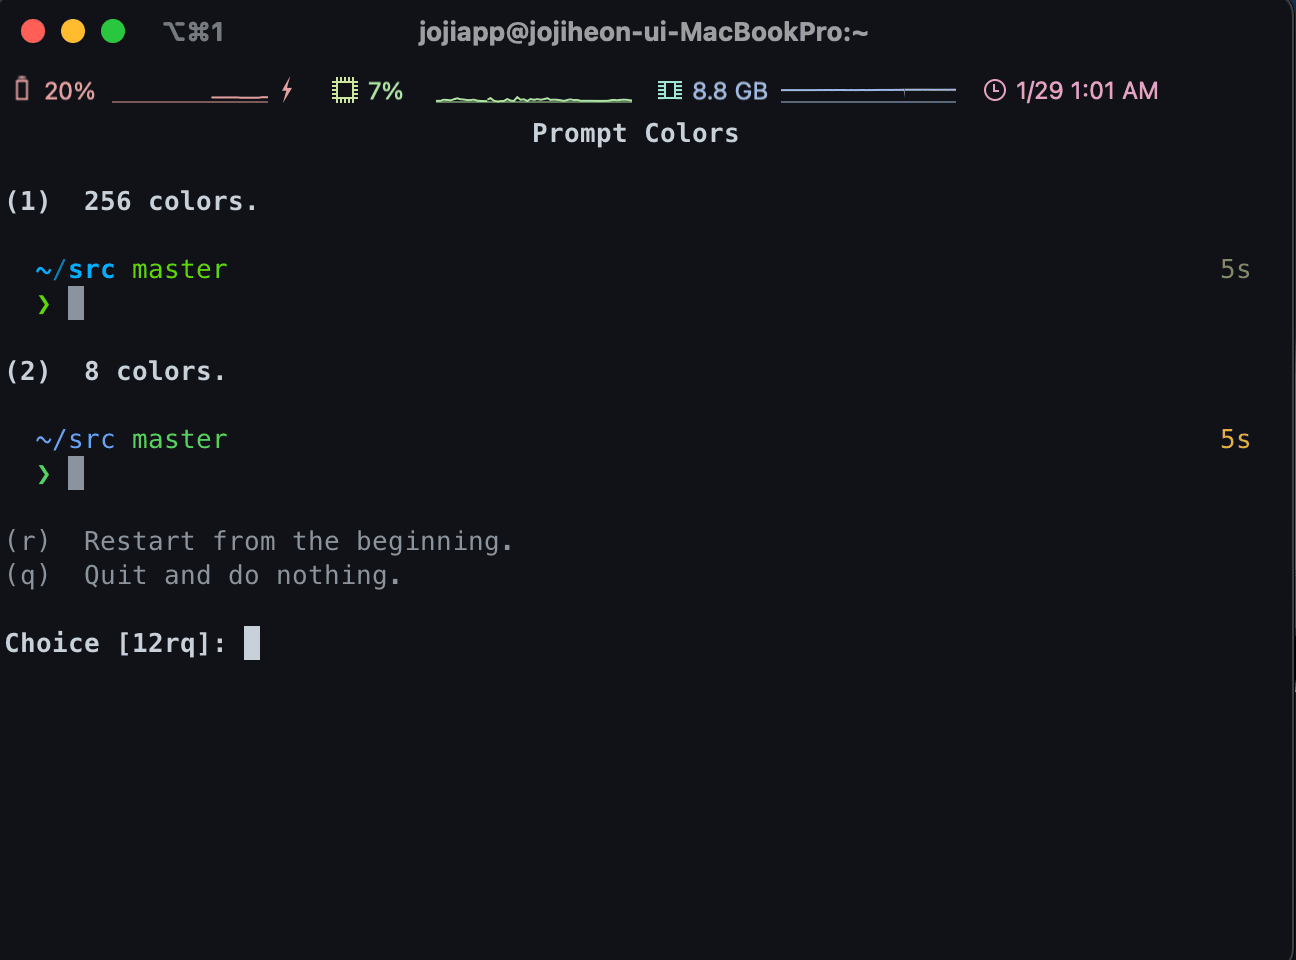 ⌥⌘1 jojiapp@jojiheon-ui-MacBookPro:~
20% 7% 8.8 GB 1/29 1:01 AM
Prompt Colors
(1) 256 colors.
~/src master 5s
❯
(2) 8 colors.
~/src master 5s
❯
(r) Restart from the beginning.
(q) Quit and do nothing.
Choice [12rq]: